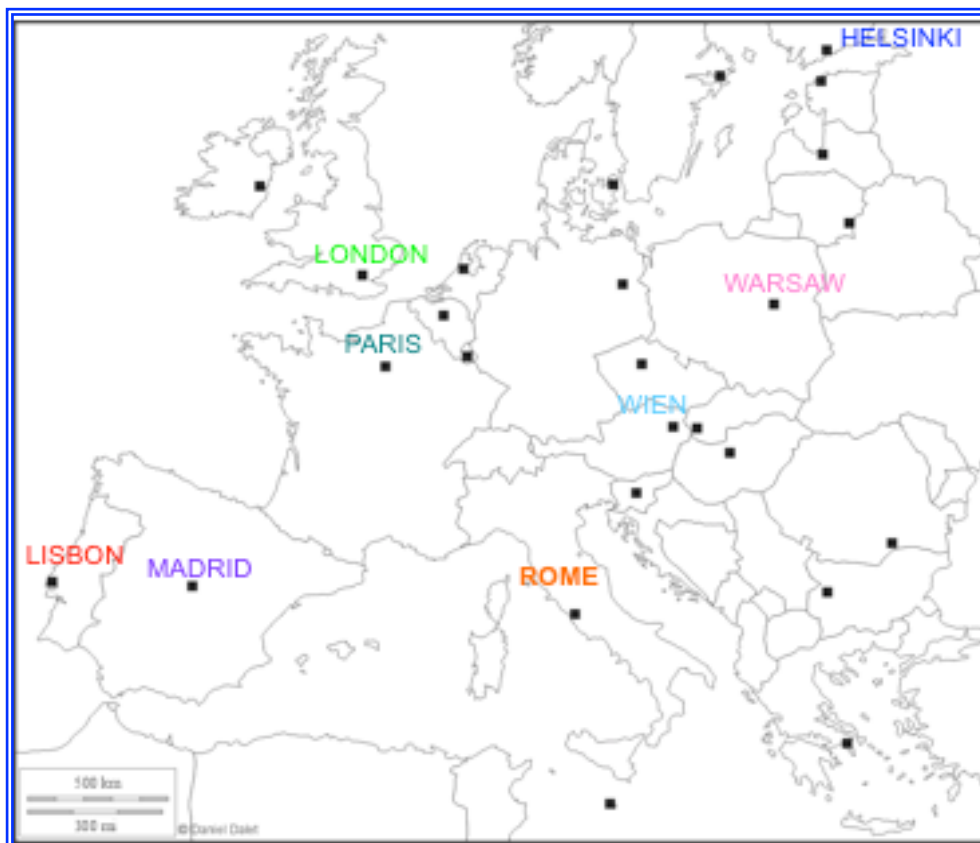 HELSINKI
LONDON
WARSAW
PARIS
WIEN
LISBON
MADRID
ROME
500 km
300 mi
© Daniel Dalet